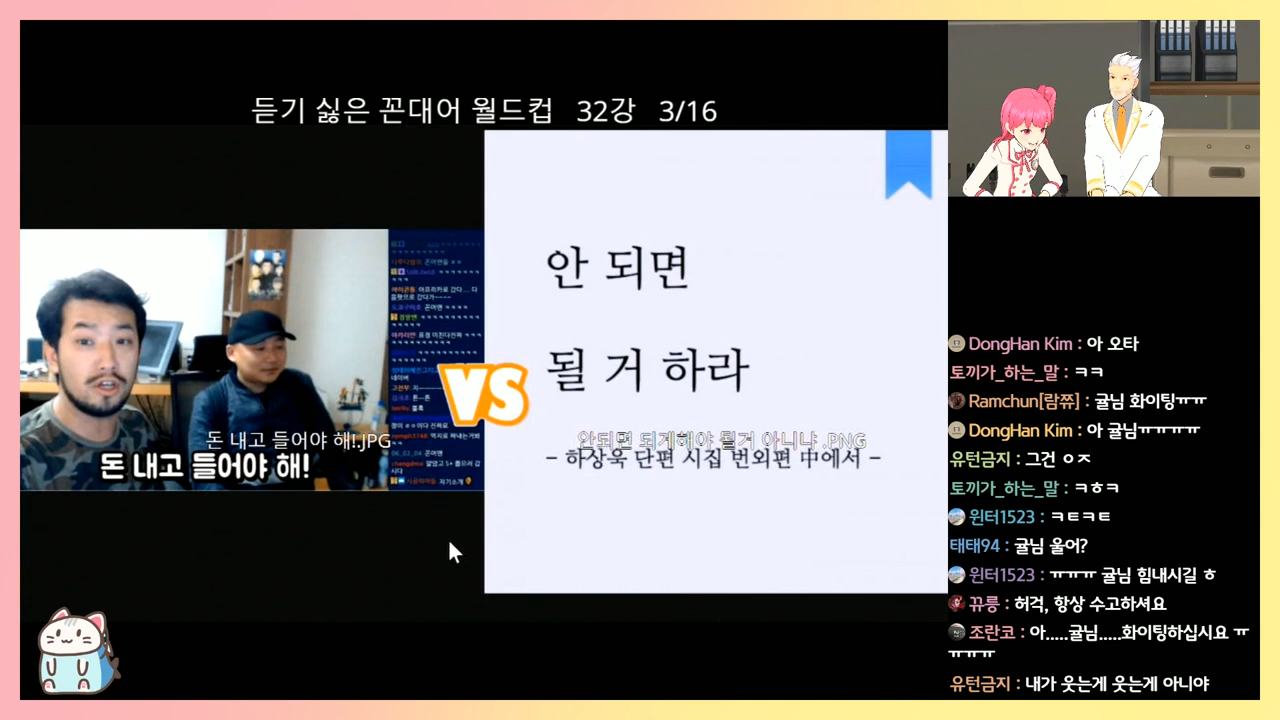 듣기 싫은 꼰대어 월드컵 32강 3/16
돈 내고 들어야 해!.JPG
돈 내고 들어야 해!
VS
안 되면
될 거 하라
안되면 되게해야 될거 아니냐 .PNG
- 하상욱 단편 시집 번외편 中에서 -
DongHan Kim : 아 오타
토끼가_하는_말 : ㅋㅋ
Ramchun[람쮸] : 귤님 화이팅ㅠㅠ
DongHan Kim : 아 귤님ㅠㅠㅠㅠ
유턴금지 : 그건 ㅇㅈ
토끼가_하는_말 : ㅋㅎㅋ
윈터1523 : ㅋㅌㅋㅌ
태태94 : 귤님 울어?
윈터1523 : ㅠㅠㅠ 귤님 힘내시길 ㅎ
뀨릉 : 허걱, 항상 수고하셔요
조란코 : 아.....귤님.....화이팅하십시요 ㅠ
ㅠㅠㅠ
유턴금지 : 내가 웃는게 웃는게 아니야